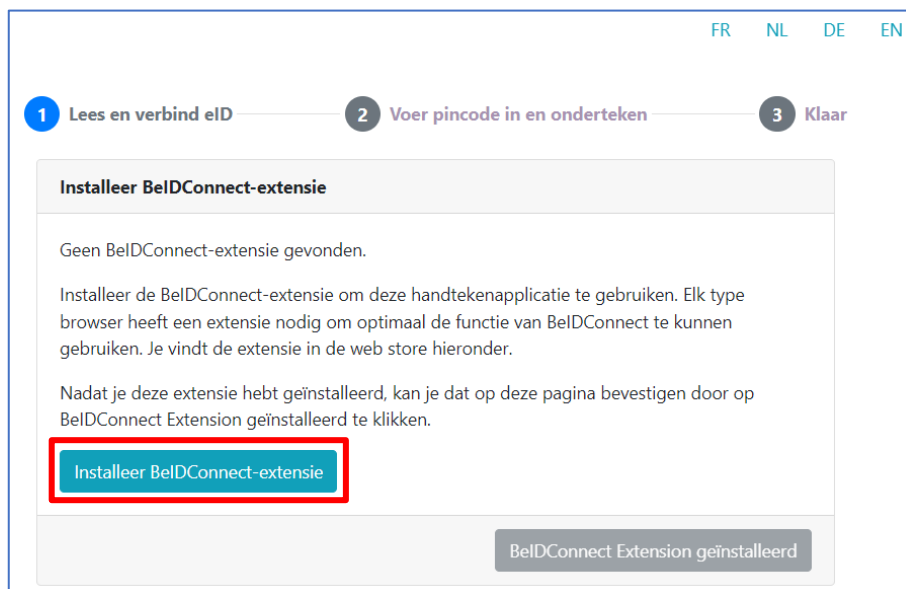 FR NL DE EN
1 Lees en verbind eID 2 Voer pincode in en onderteken 3 Klaar
Installeer BeIDConnect-extensie
Geen BeIDConnect-extensie gevonden.
Installeer de BeIDConnect-extensie om deze handtekenapplicatie te gebruiken. Elk type
browser heeft een extensie nodig om optimaal de functie van BeIDConnect te kunnen
gebruiken. Je vindt de extensie in de web store hieronder.
Nadat je deze extensie hebt geïnstalleerd, kan je dat op deze pagina bevestigen door op
BeIDConnect Extension geïnstalleerd te klikken.
Installeer BeIDConnect-extensie
BeIDConnect Extension geïnstalleerd